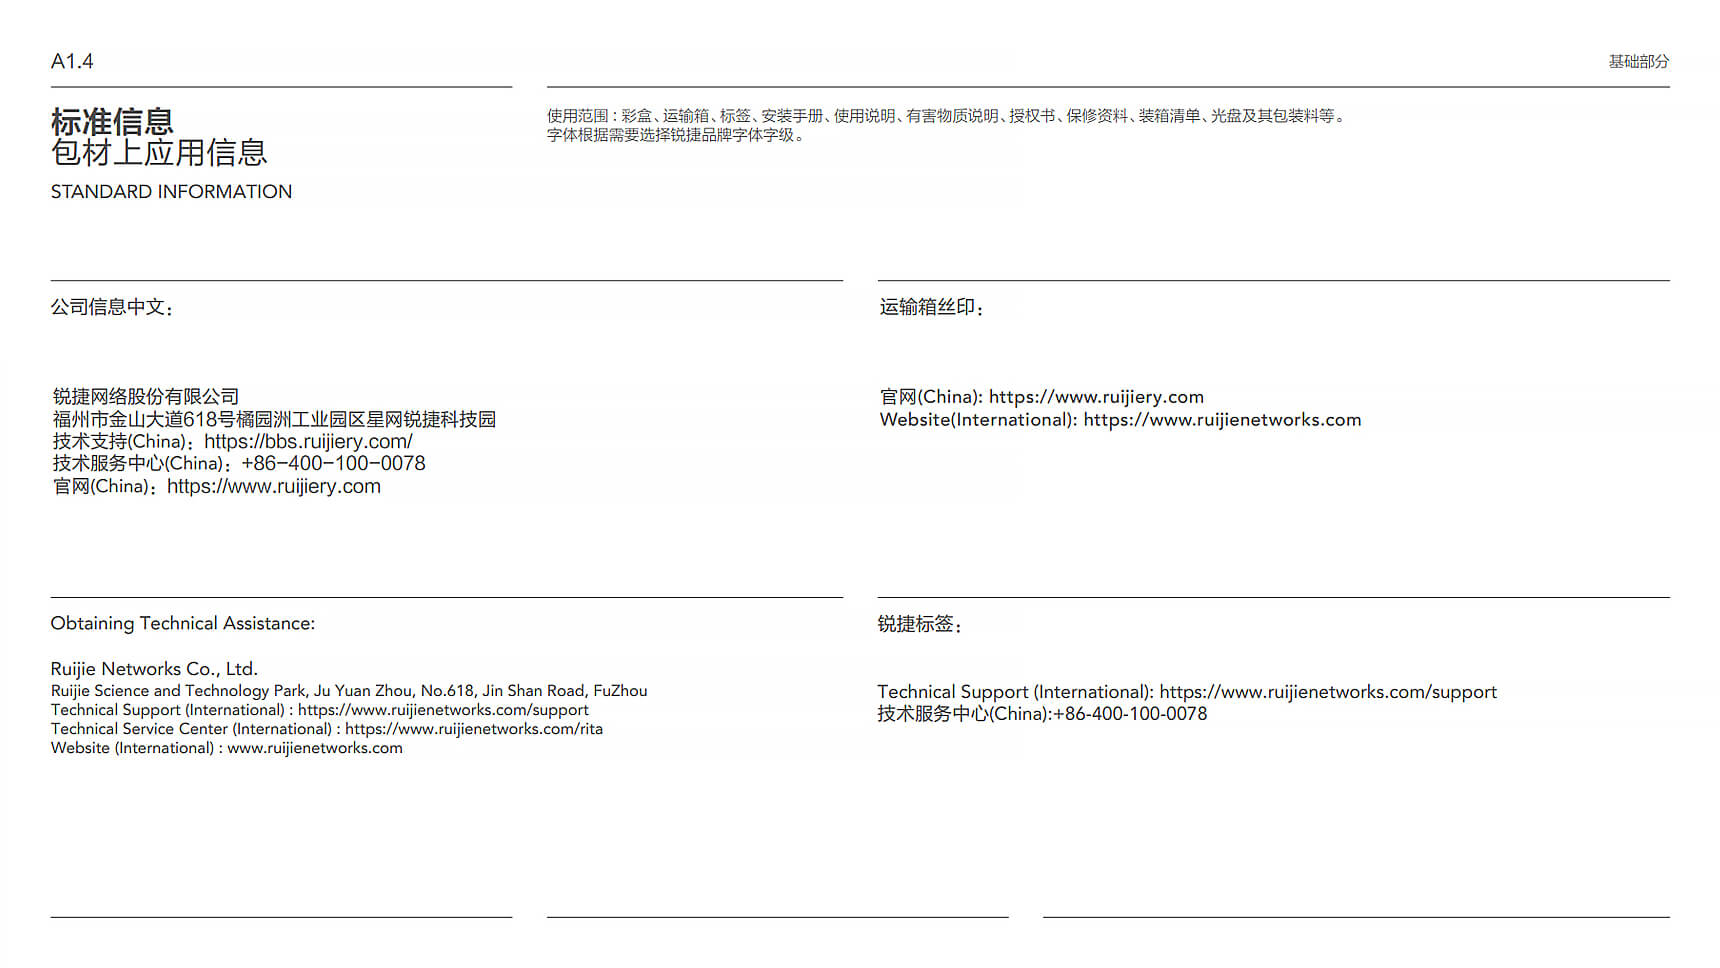 A1.4
基础部分
标准信息
包材上应用信息
STANDARD INFORMATION
使用范围：彩盒、运输箱、标签、安装手册、使用说明、有害物质说明、授权书、保修资料、装箱清单、光盘及其包装料等。
字体根据需要选择锐捷品牌字体字级。
公司信息中文：
锐捷网络股份有限公司
福州市金山大道618号橘园洲工业园区星网锐捷科技园
技术支持(China)：https://bbs.ruijiery.com/
技术服务中心(China)：+86-400-100-0078
官网(China)：https://www.ruijiery.com
运输箱丝印：
官网(China): https://www.ruijiery.com
Website(International): https://www.ruijienetworks.com
Obtaining Technical Assistance:
Ruijie Networks Co., Ltd.
Ruijie Science and Technology Park, Ju Yuan Zhou, No.618, Jin Shan Road, FuZhou
Technical Support (International) : https://www.ruijienetworks.com/support
Technical Service Center (International) : https://www.ruijienetworks.com/rita
Website (International) : www.ruijienetworks.com
锐捷标签：
Technical Support (International): https://www.ruijienetworks.com/support
技术服务中心(China):+86-400-100-0078